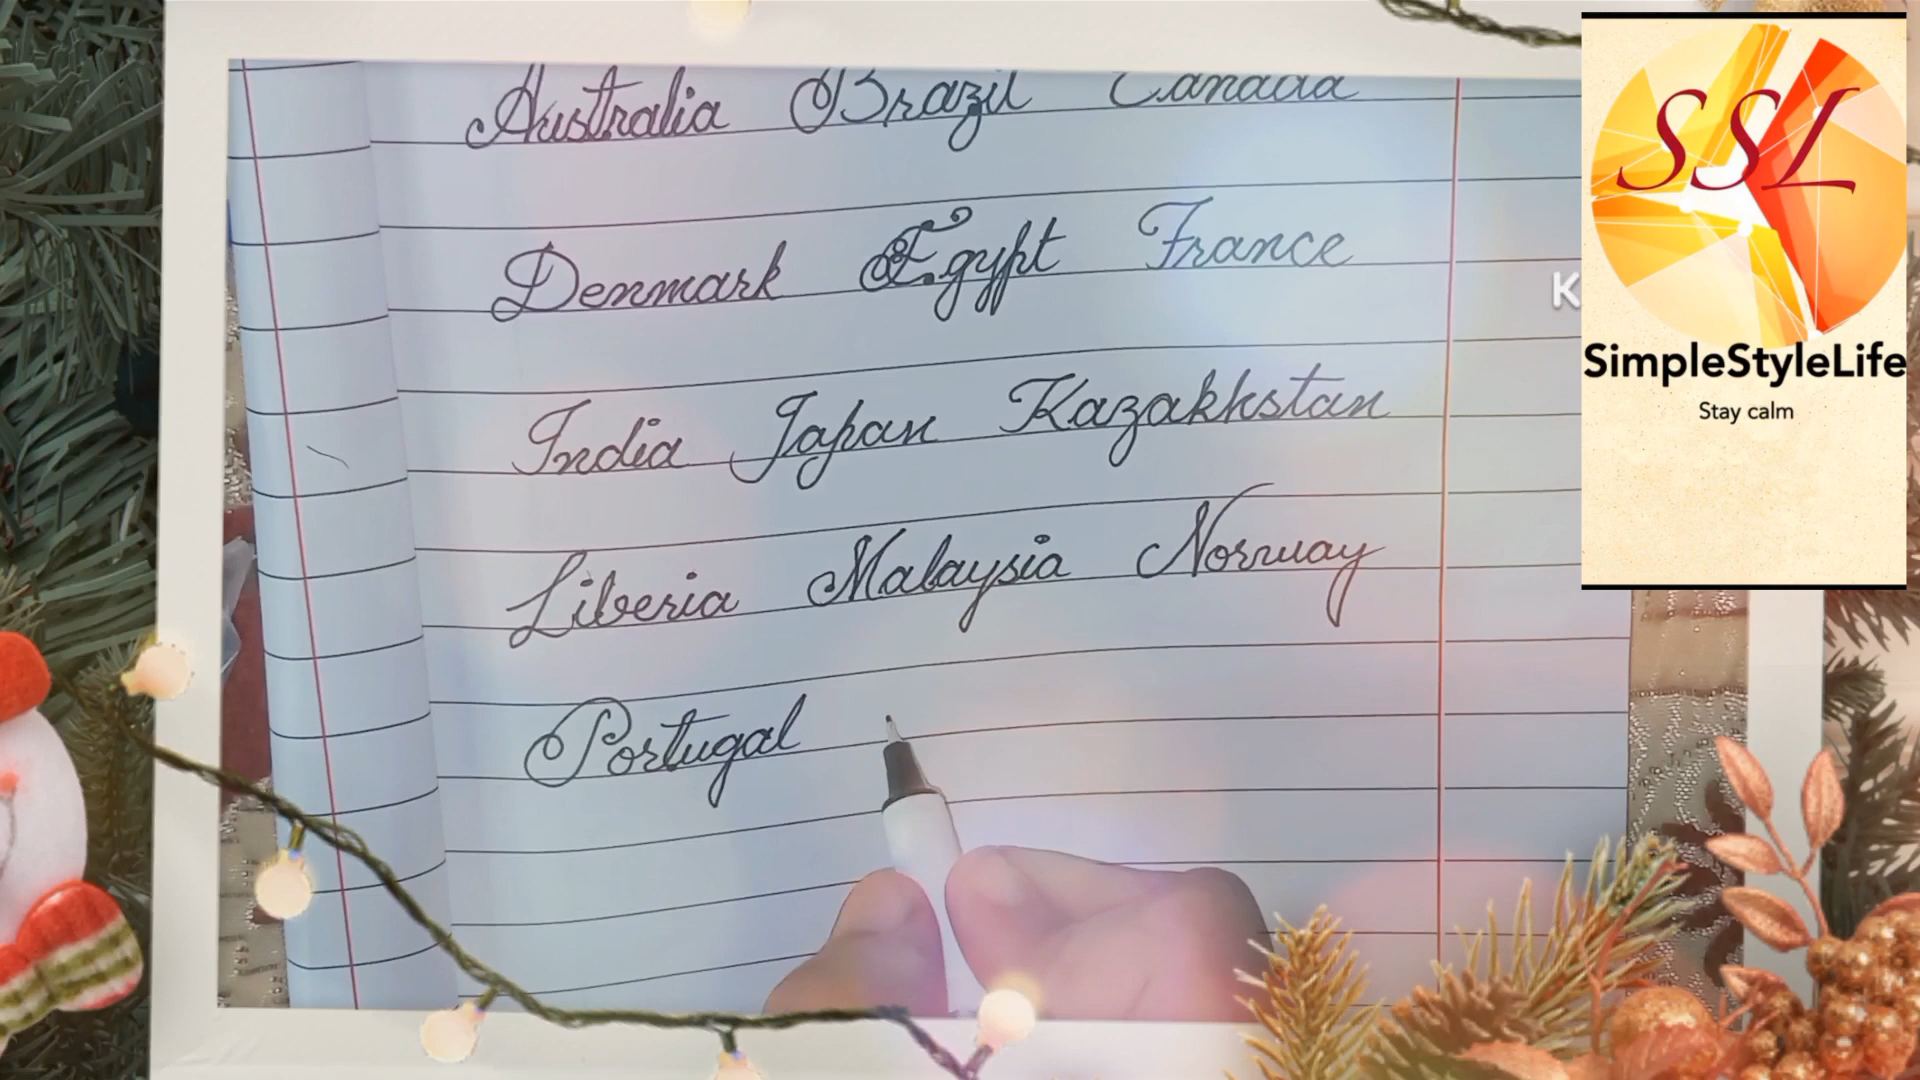 Australia Brazil Canada
Denmark Egypt France
India Japan Kazakhstan
Liberia Malaysia Norway
Portugal
K
SSL
SimpleStyleLife
Stay calm